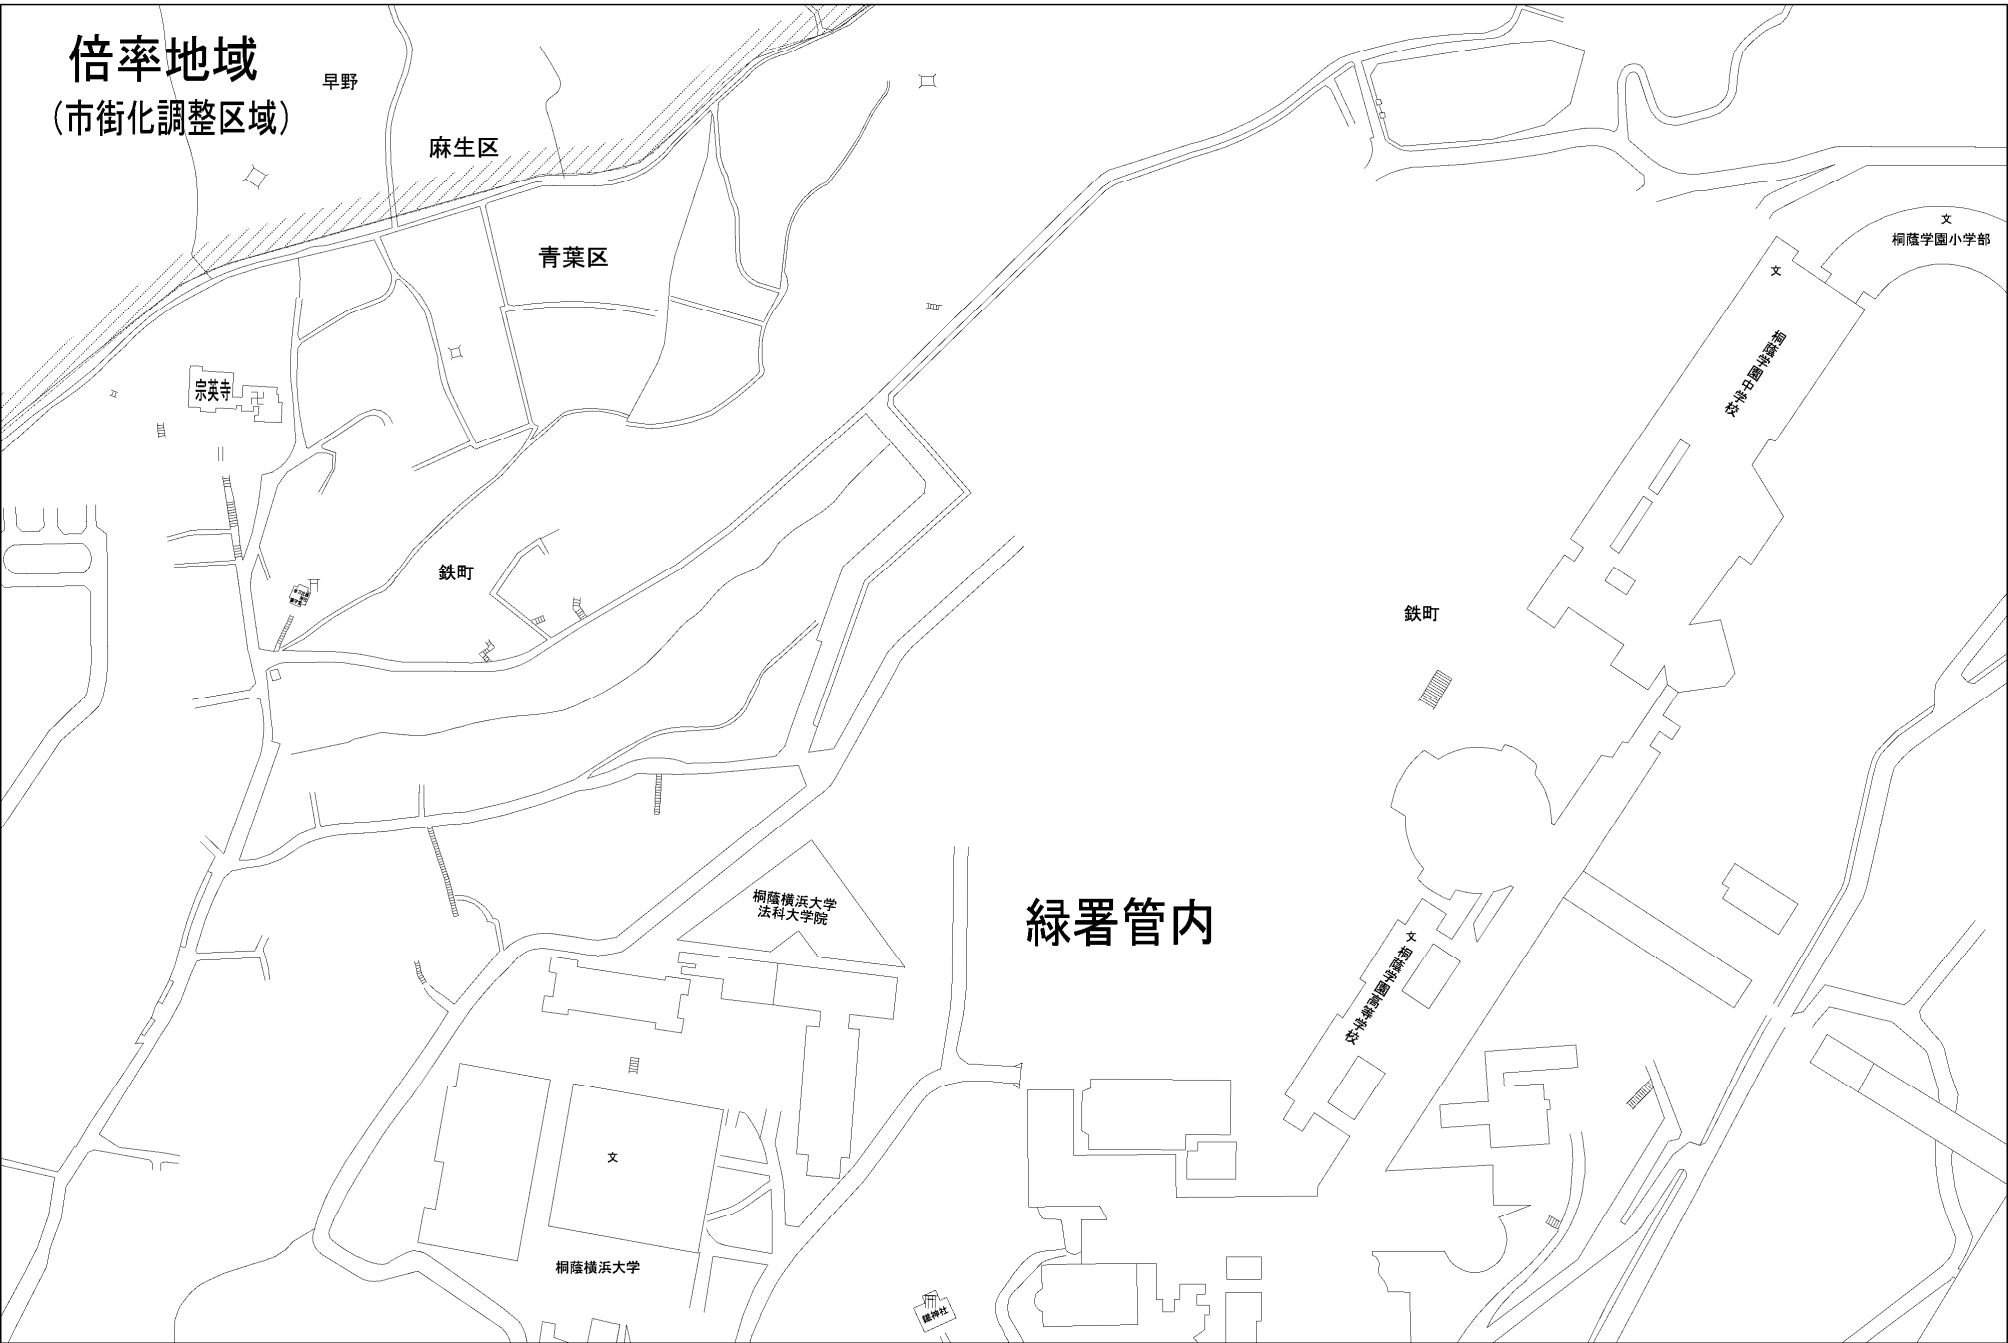 倍率地域
（市街化調整区域）
早野
麻生区
青葉区
文
桐蔭学園小学部
文
桐蔭学園中学校
宗英寺
鉄町
鉄町
桐蔭横浜大学
法科大学院
緑署管内
文
桐蔭学園高等学校
文
桐蔭横浜大学
鐵神社